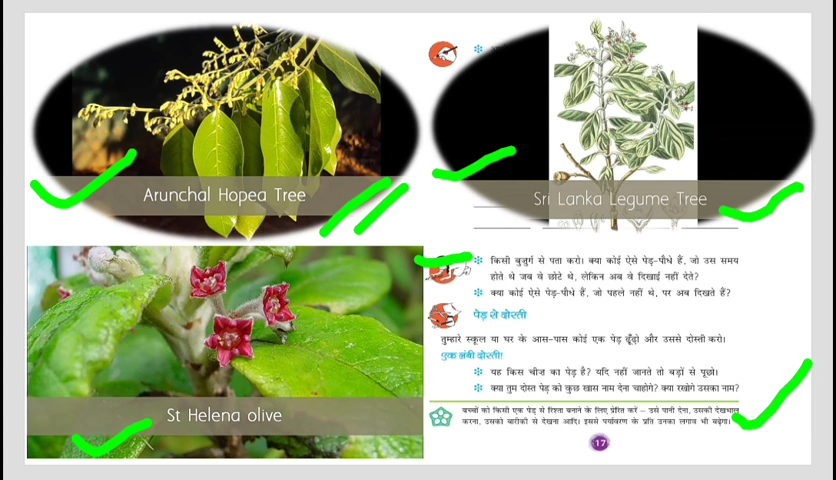 Arunchal Hopea Tree
Sri Lanka Legume Tree
St Helena olive
किसी बुज़ुर्ग से पता करो। क्या कोई ऐसे पेड़-पौधे हैं, जो उस समय
होते थे जब वे छोटे थे, लेकिन अब वे दिखाई नहीं देते?
क्या कोई ऐसे पेड़-पौधे हैं, जो पहले नहीं थे, पर अब दिखते हैं?
पेड़ से दोस्ती
तुम्हारे स्कूल या घर के आस-पास कोई एक पेड़ ढूँढ़ो और उससे दोस्ती करो।
एक लंबी दोस्ती!
यह किस चीज़ का पेड़ है? यदि नहीं जानते तो बड़ों से पूछो।
क्या तुम दोस्त पेड़ को कुछ खास नाम देना चाहोगे? क्या रखोगे उसका नाम?
बच्चों को किसी एक पेड़ से रिश्ता बनाने के लिए प्रेरित करें – उसे पानी देना, उसकी देखभाल
करना, उसको बारीकी से देखना आदि। इससे पर्यावरण के प्रति उनका लगाव भी बढ़ेगा।
17